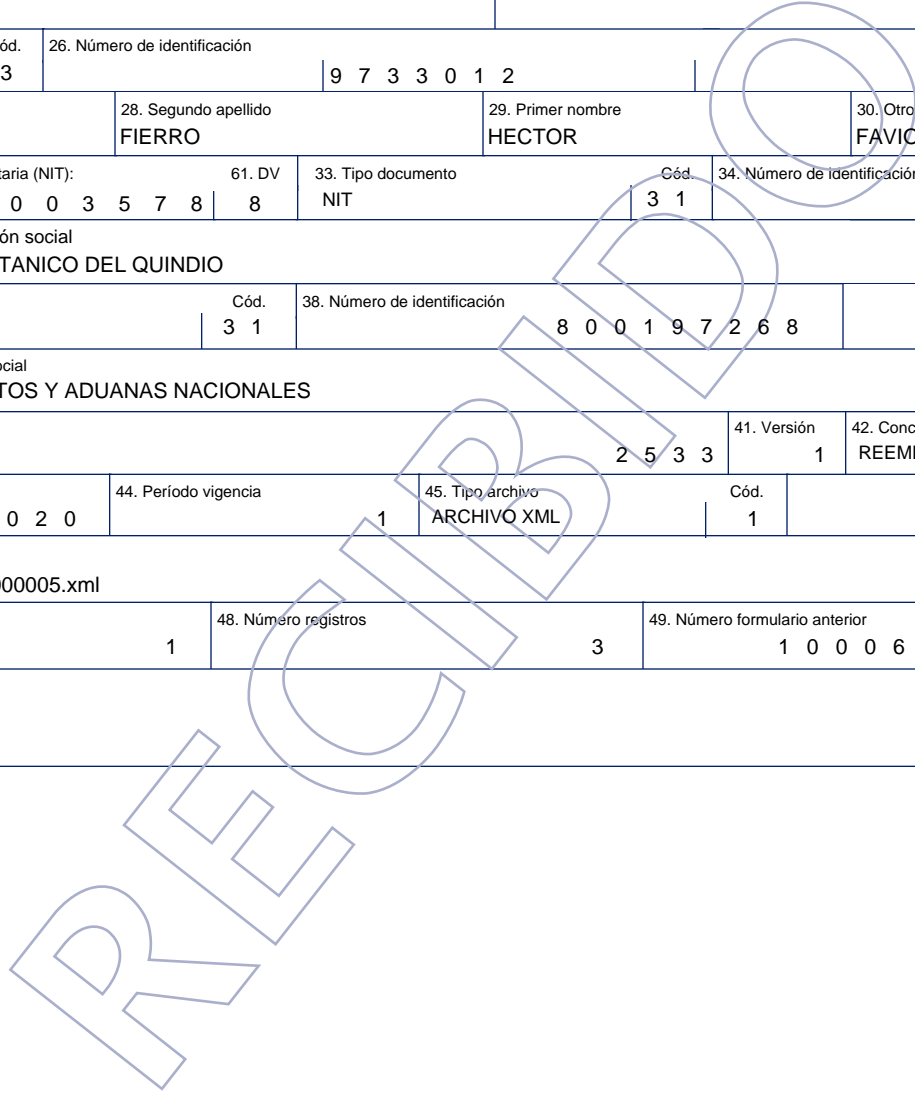 ód. 26. Número de identificación
3 9 7 3 3 0 1 2
28. Segundo apellido 29. Primer nombre 30. Otro
FIERRO HECTOR FAVIO
taria (NIT): 61. DV 33. Tipo documento Cód. 34. Número de identificación
0 0 3 5 7 8 8 NIT 3 1
ón social
TANICO DEL QUINDIO
Cód. 38. Número de identificación
3 1 8 0 0 1 9 7 2 6 8
ocial
TOS Y ADUANAS NACIONALES
41. Versión 42. Conc
2 5 3 3 1 REEM
44. Período vigencia 45. Tipo archivo Cód.
0 2 0 1 ARCHIVO XML 1
000005.xml
48. Número registros 49. Número formulario anterior
1 3 1 0 0 0 6
RECIBIDO